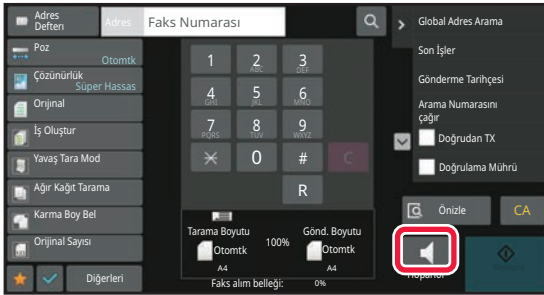 Adres
Defteri
Adres
Faks Numarası
Poz
Otomtk
Çözünürlük
Süper Hassas
Orijinal
İş Oluştur
Yavaş Tara Mod
Ağır Kağıt Tarama
Karma Boy Bel
Orijinal Sayısı
Diğerleri
1
2
ABC
3
DEF
4
GHI
5
JKL
6
MNO
7
PQRS
8
TUV
9
WXYZ
0
#
C
R
Tarama Boyutu
Otomtk
A4
100%
Gönd. Boyutu
Otomtk
A4
Faks alım belleği: 0%
Global Adres Arama
Son İşler
Gönderme Tarihçesi
Arama Numarasını
çağır
Doğrudan TX
Doğrulama Mührü
Önizle
CA
Hoparlör